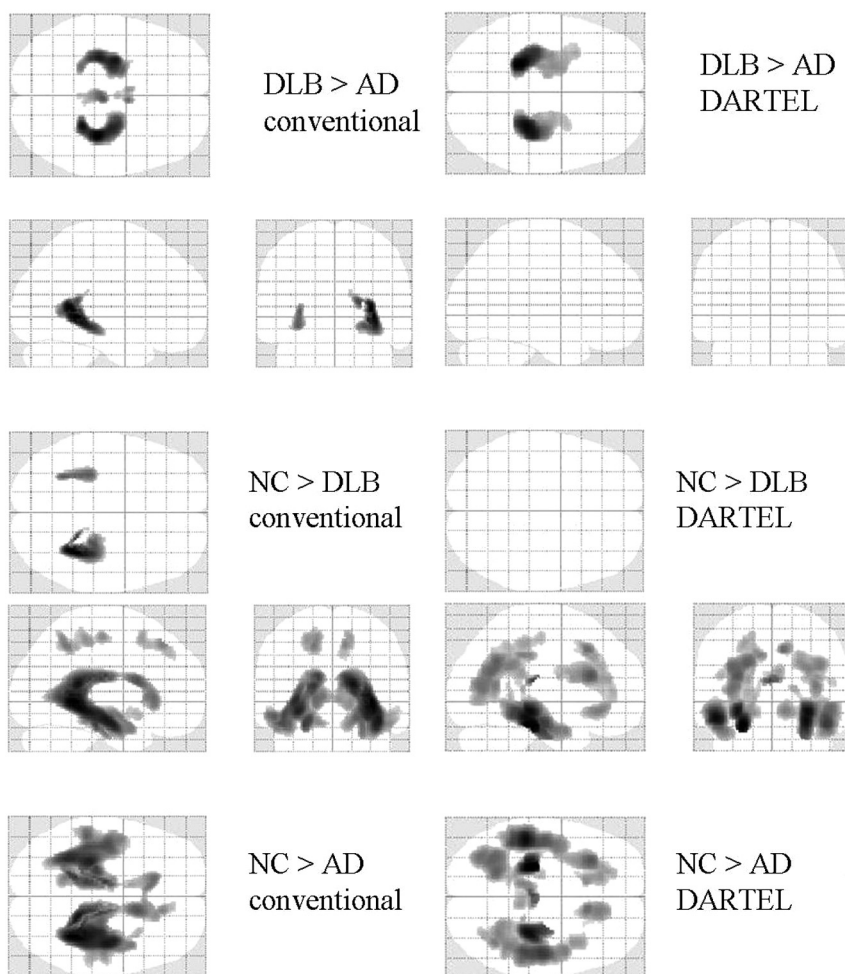 DLB > AD
conventional
DLB > AD
DARTEL
NC > DLB
conventional
NC > DLB
DARTEL
NC > AD
conventional
NC > AD
DARTEL